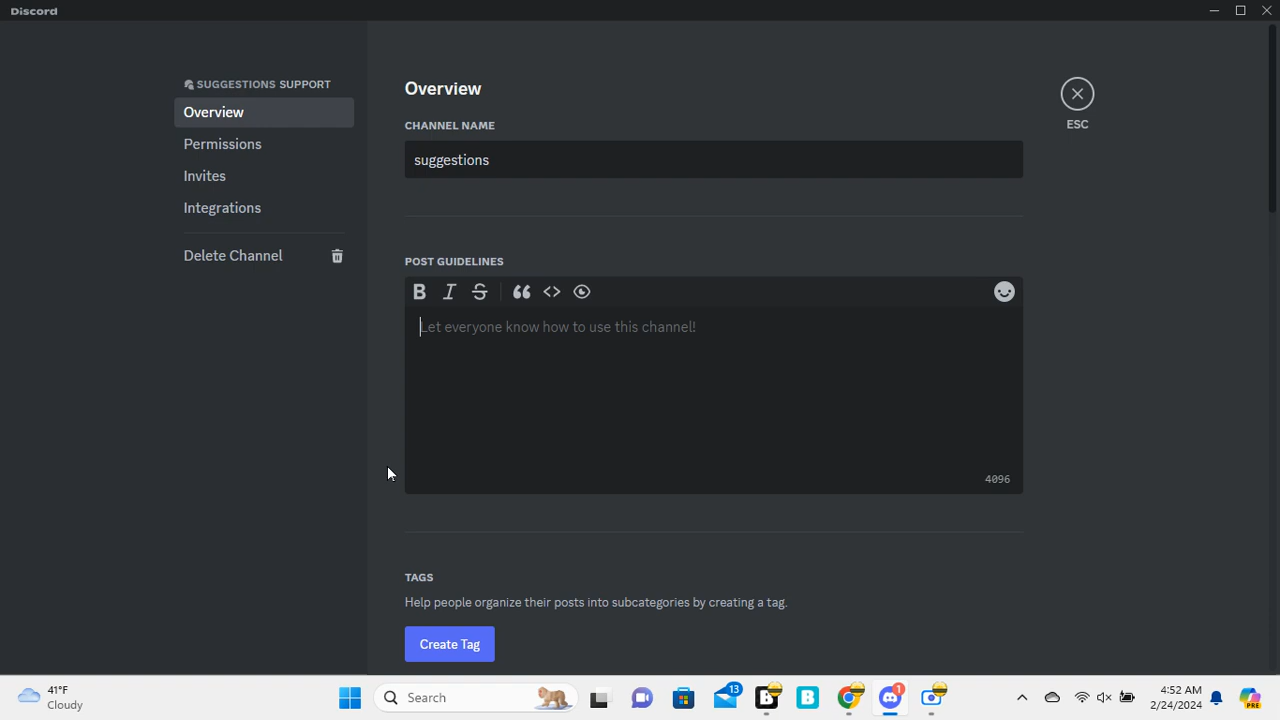 Discord
SUGGESTIONS SUPPORT
Overview
Permissions
Invites
Integrations
Delete Channel
Overview
CHANNEL NAME
suggestions
ESC
POST GUIDELINES
B I S
Let everyone know how to use this channel!
4096
TAGS
Help people organize their posts into subcategories by creating a tag.
Create Tag
41°F
Cloudy
Search
13
B
B
1
4:52 AM
2/24/2024
PRE